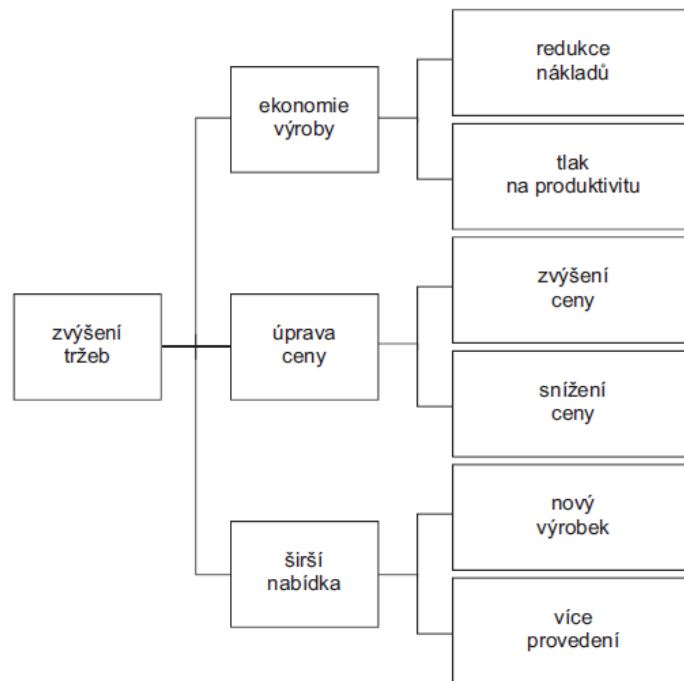 zvýšení
tržeb
ekonomie
výroby
redukce
nákladů
tlak
na produktivitu
úprava
ceny
zvýšení
ceny
snížení
ceny
širší
nabídka
nový
výrobek
více
provedení